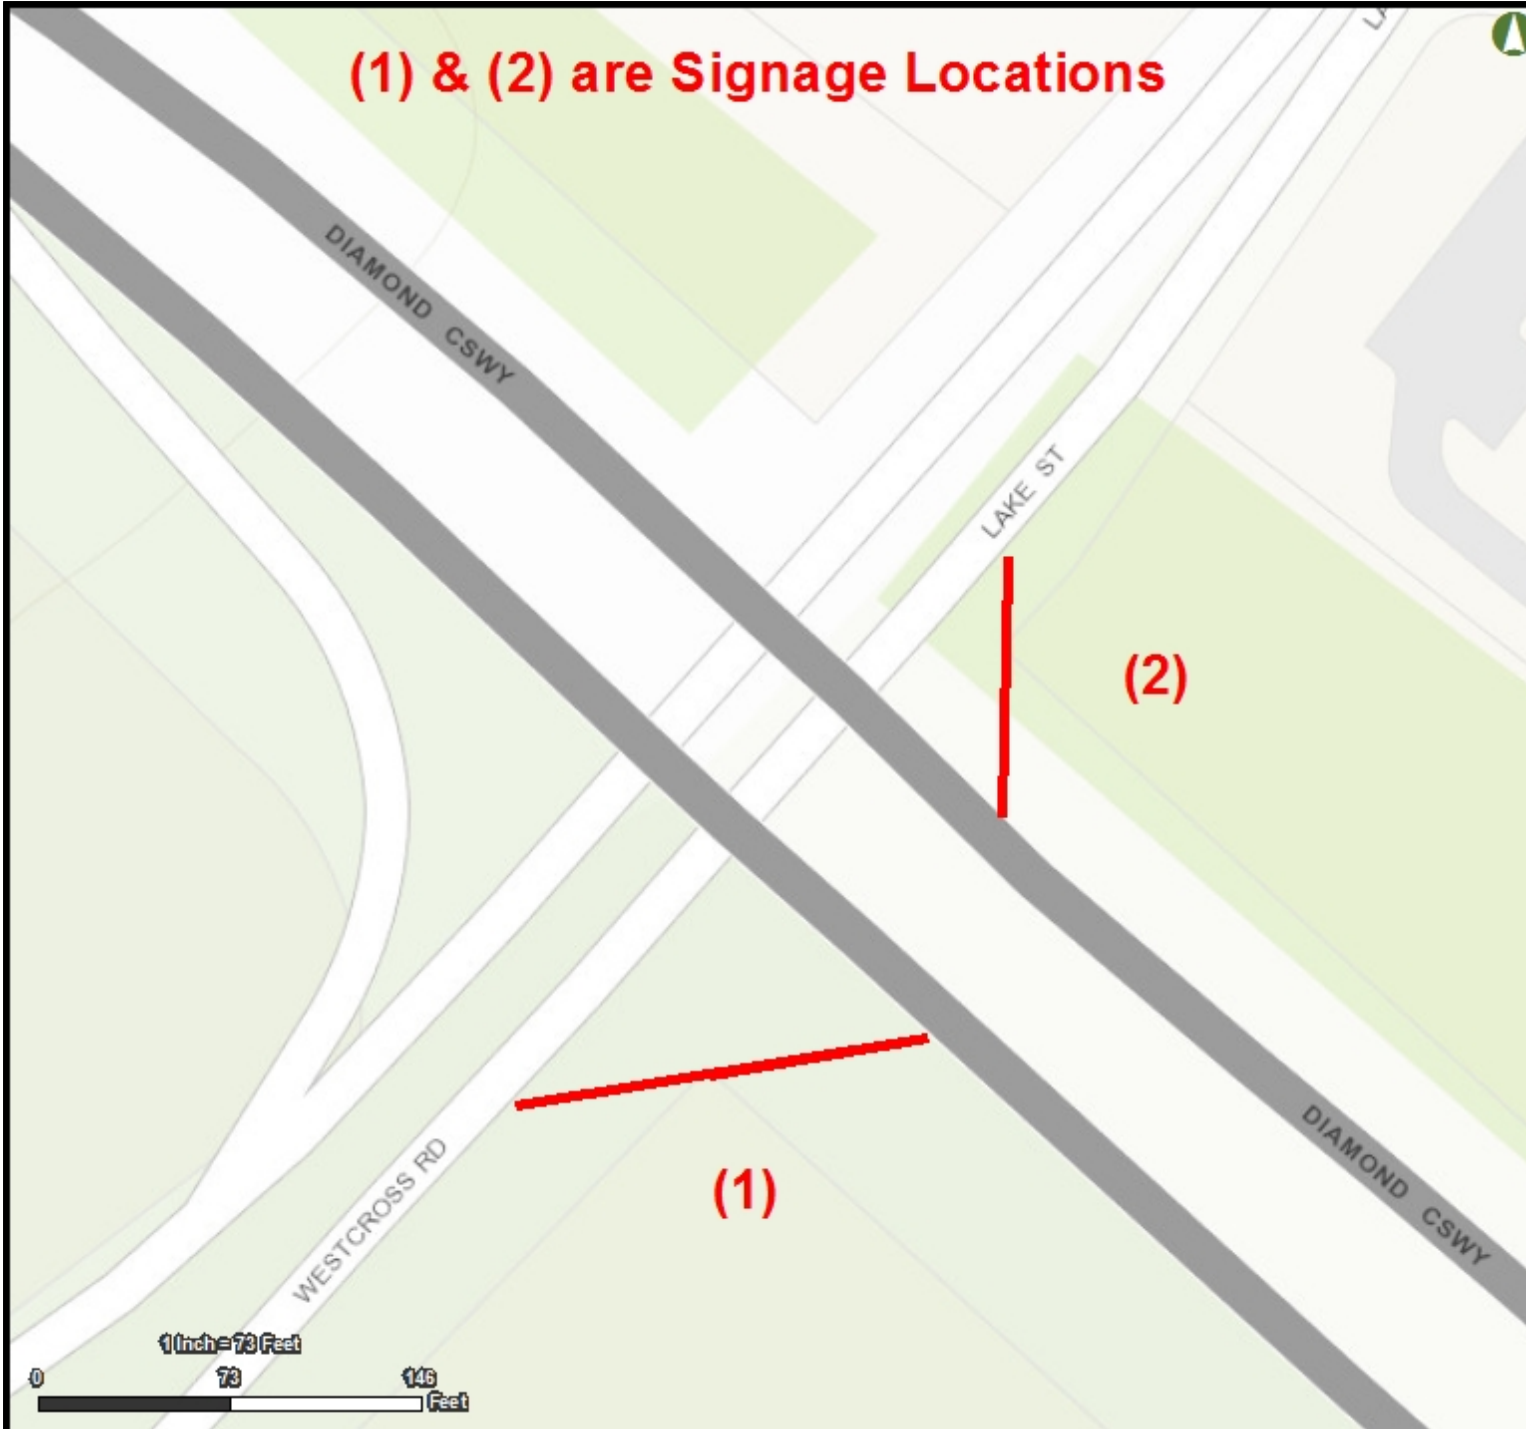 (1) & (2) are Signage Locations
LA
DIAMOND CSWY
LAKE ST
(2)
DIAMOND CSWY
(1)
WESTCROSS RD
1 Inch = 73 Feet
0 73 146
Feet